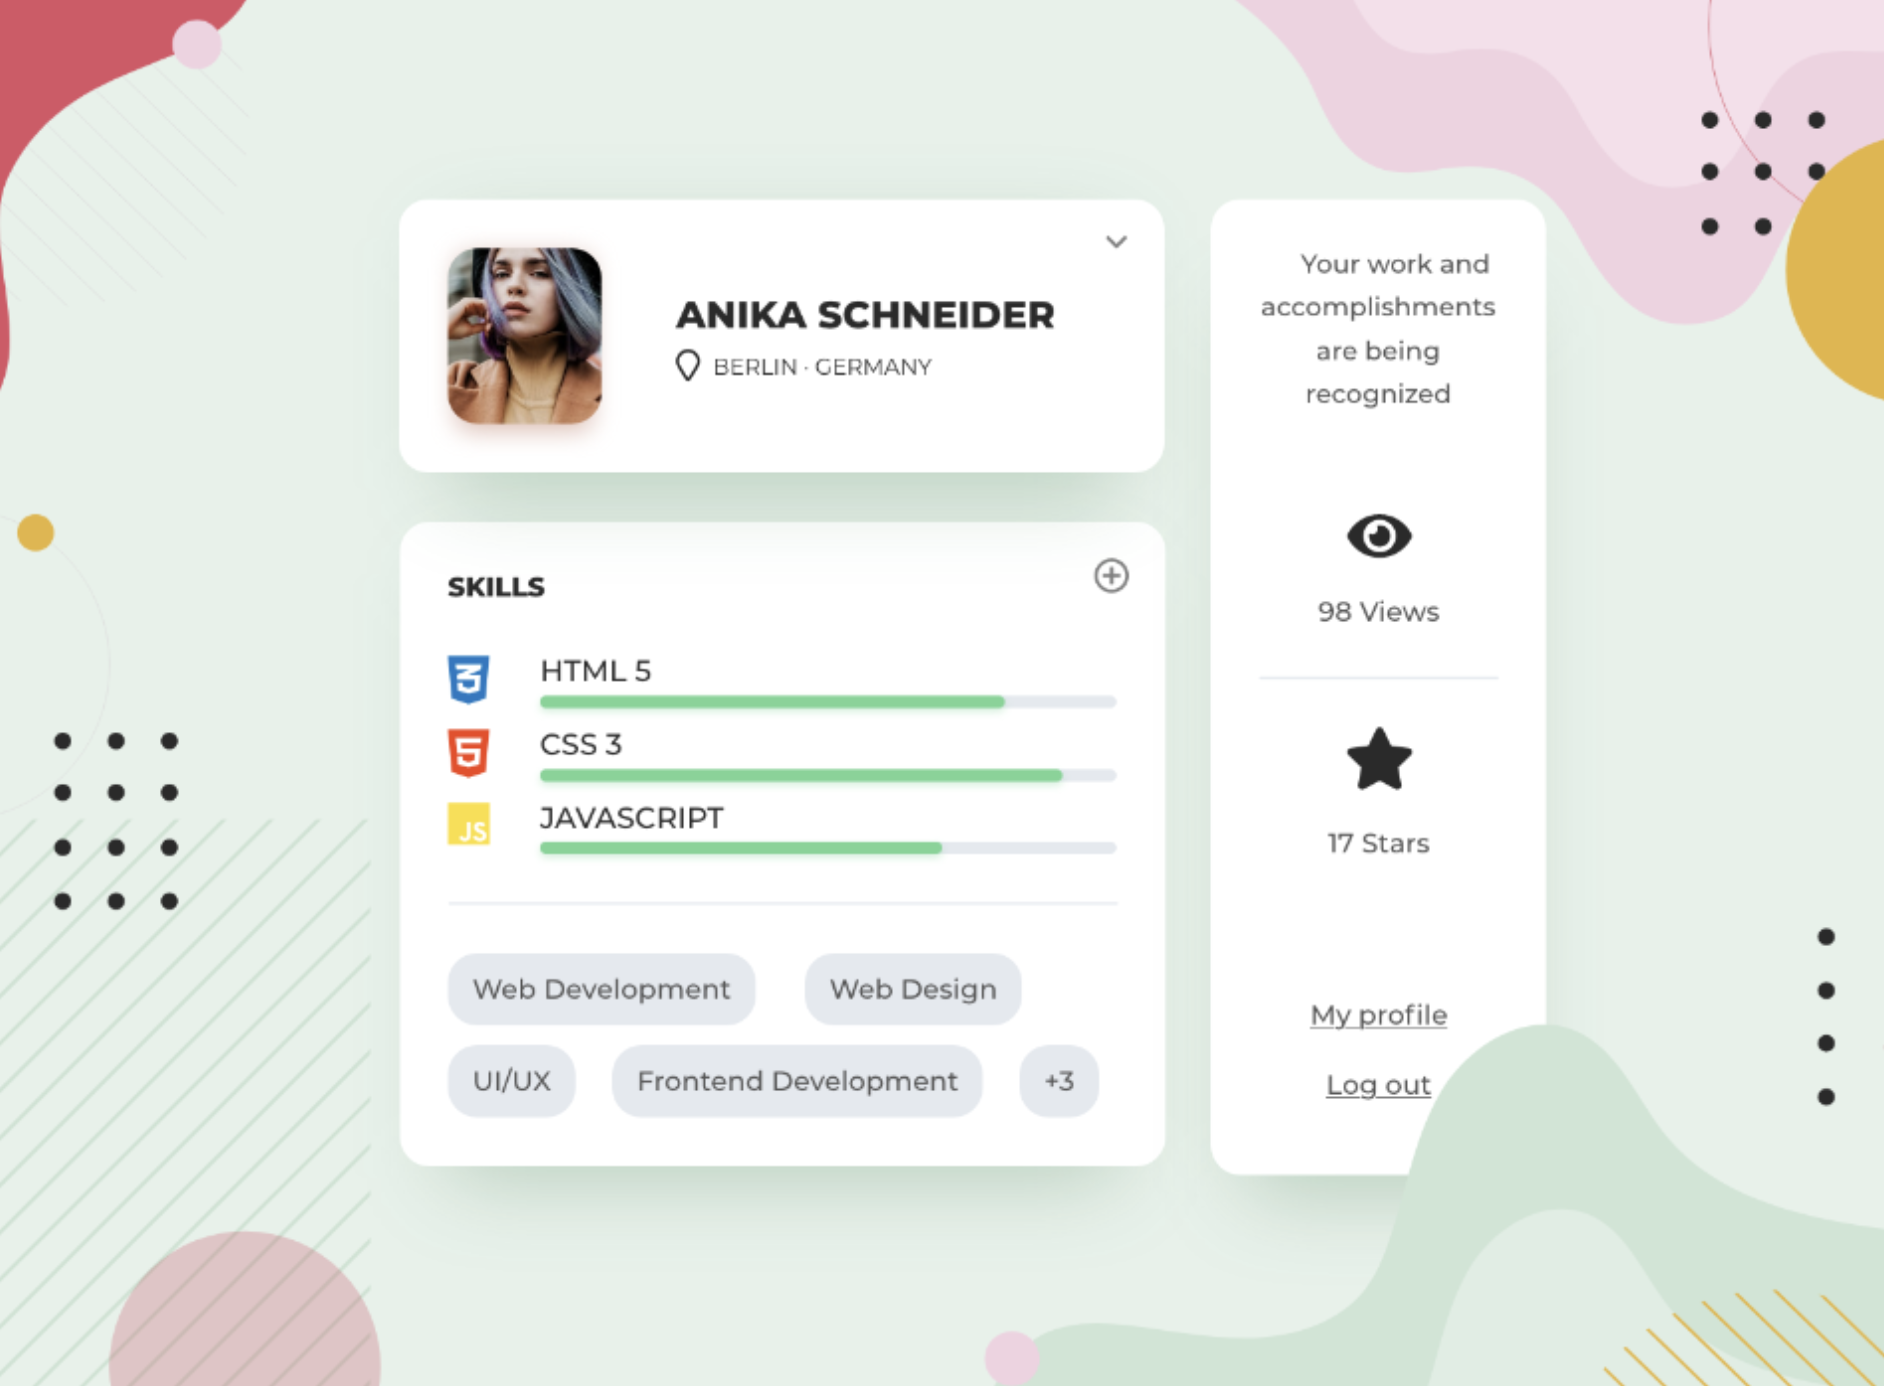 ANIKA SCHNEIDER
BERLIN · GERMANY
SKILLS
3
HTML 5
5
CSS 3
JS
JAVASCRIPT
Web Development
Web Design
UI/UX
Frontend Development
+3
Your work and
accomplishments
are being
recognized
98 Views
17 Stars
My profile
Log out